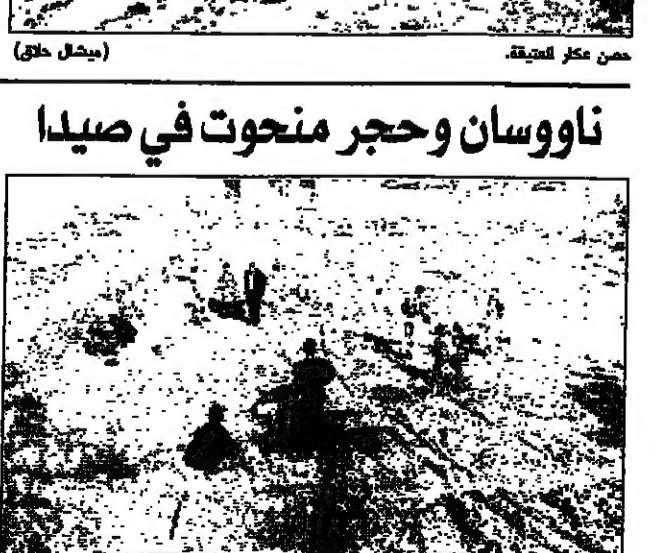 حصن عكار العتيقة.
(ميشال حلاق)
ناووسان وحجر منحوت في صيدا